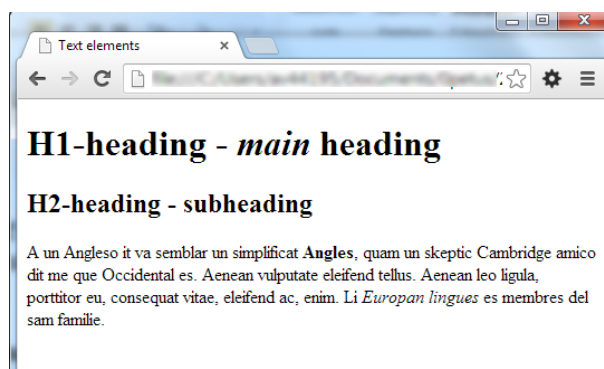 Text elements
H1-heading - main heading
H2-heading - subheading
A un Angleso it va semblar un simplificat Angles, quam un skeptic Cambridge amico
dit me que Occidental es. Aenean vulputate eleifend tellus. Aenean leo ligula,
porttitor eu, consequat vitae, eleifend ac, enim. Li Europan lingues es membres del
sam familie.